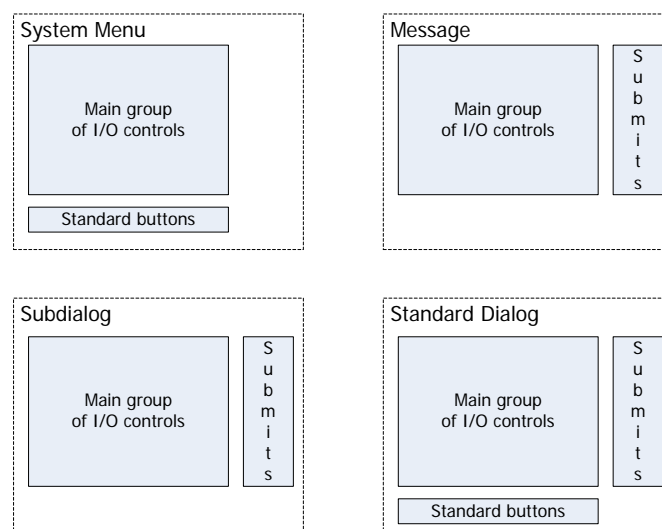 System Menu
Main group
of I/O controls
Standard buttons
Message
Main group
of I/O controls
S
u
b
m
i
t
s
Subdialog
Main group
of I/O controls
S
u
b
m
i
t
s
Standard Dialog
Main group
of I/O controls
S
u
b
m
i
t
s
Standard buttons